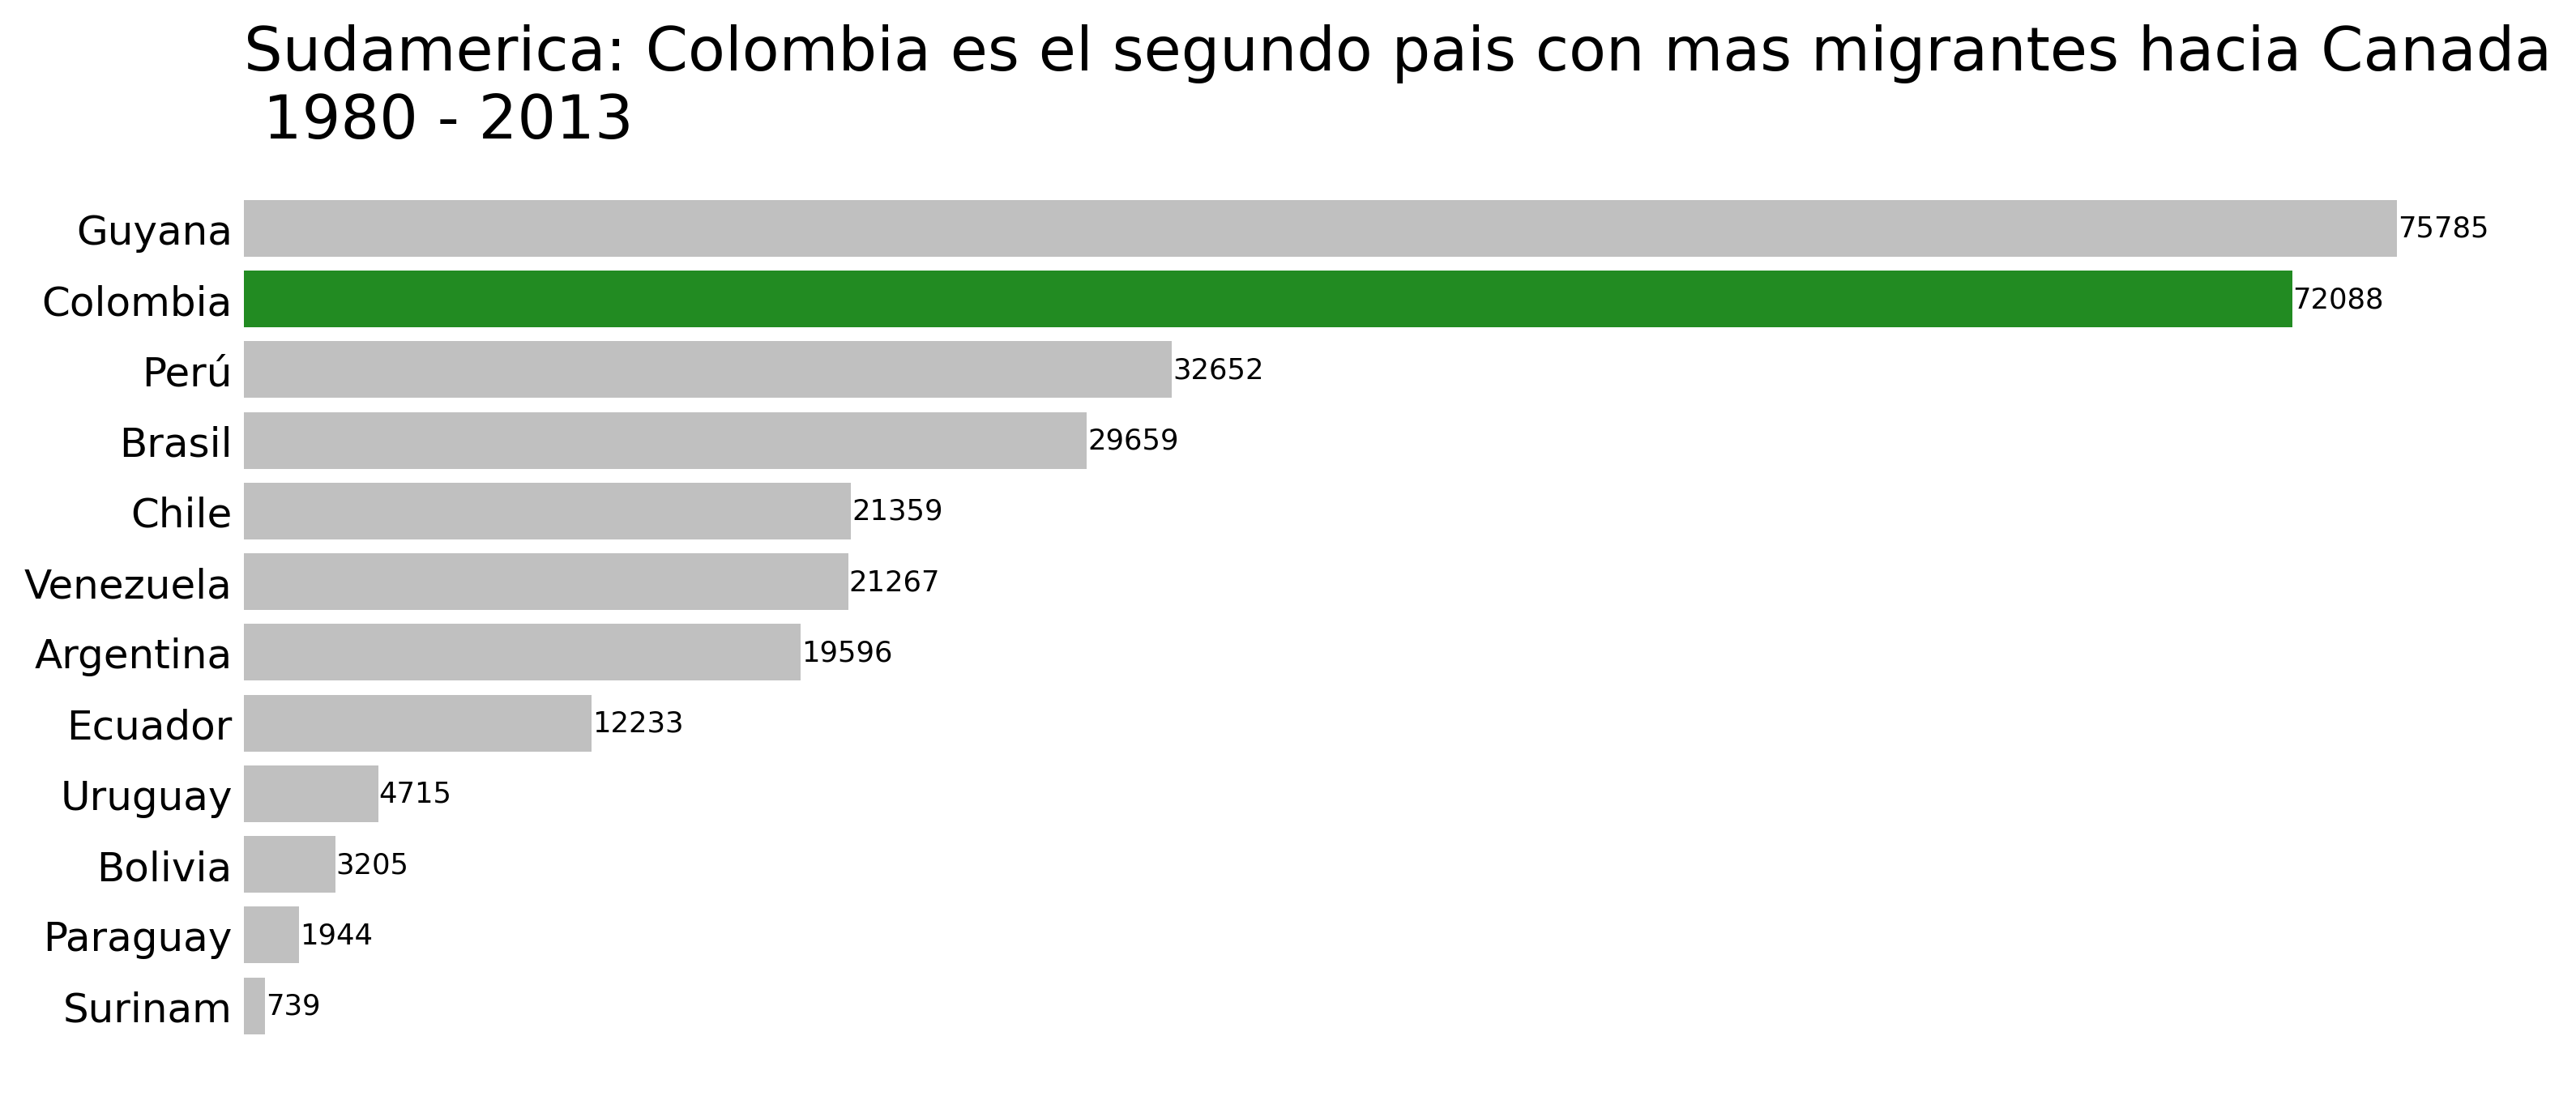 Sudamerica: Colombia es el segundo pais con mas migrantes hacia Canada
1980 - 2013
Guyana 75785
Colombia 72088
Perú 32652
Brasil 29659
Chile 21359
Venezuela 21267
Argentina 19596
Ecuador 12233
Uruguay 4715
Bolivia 3205
Paraguay 1944
Surinam 739